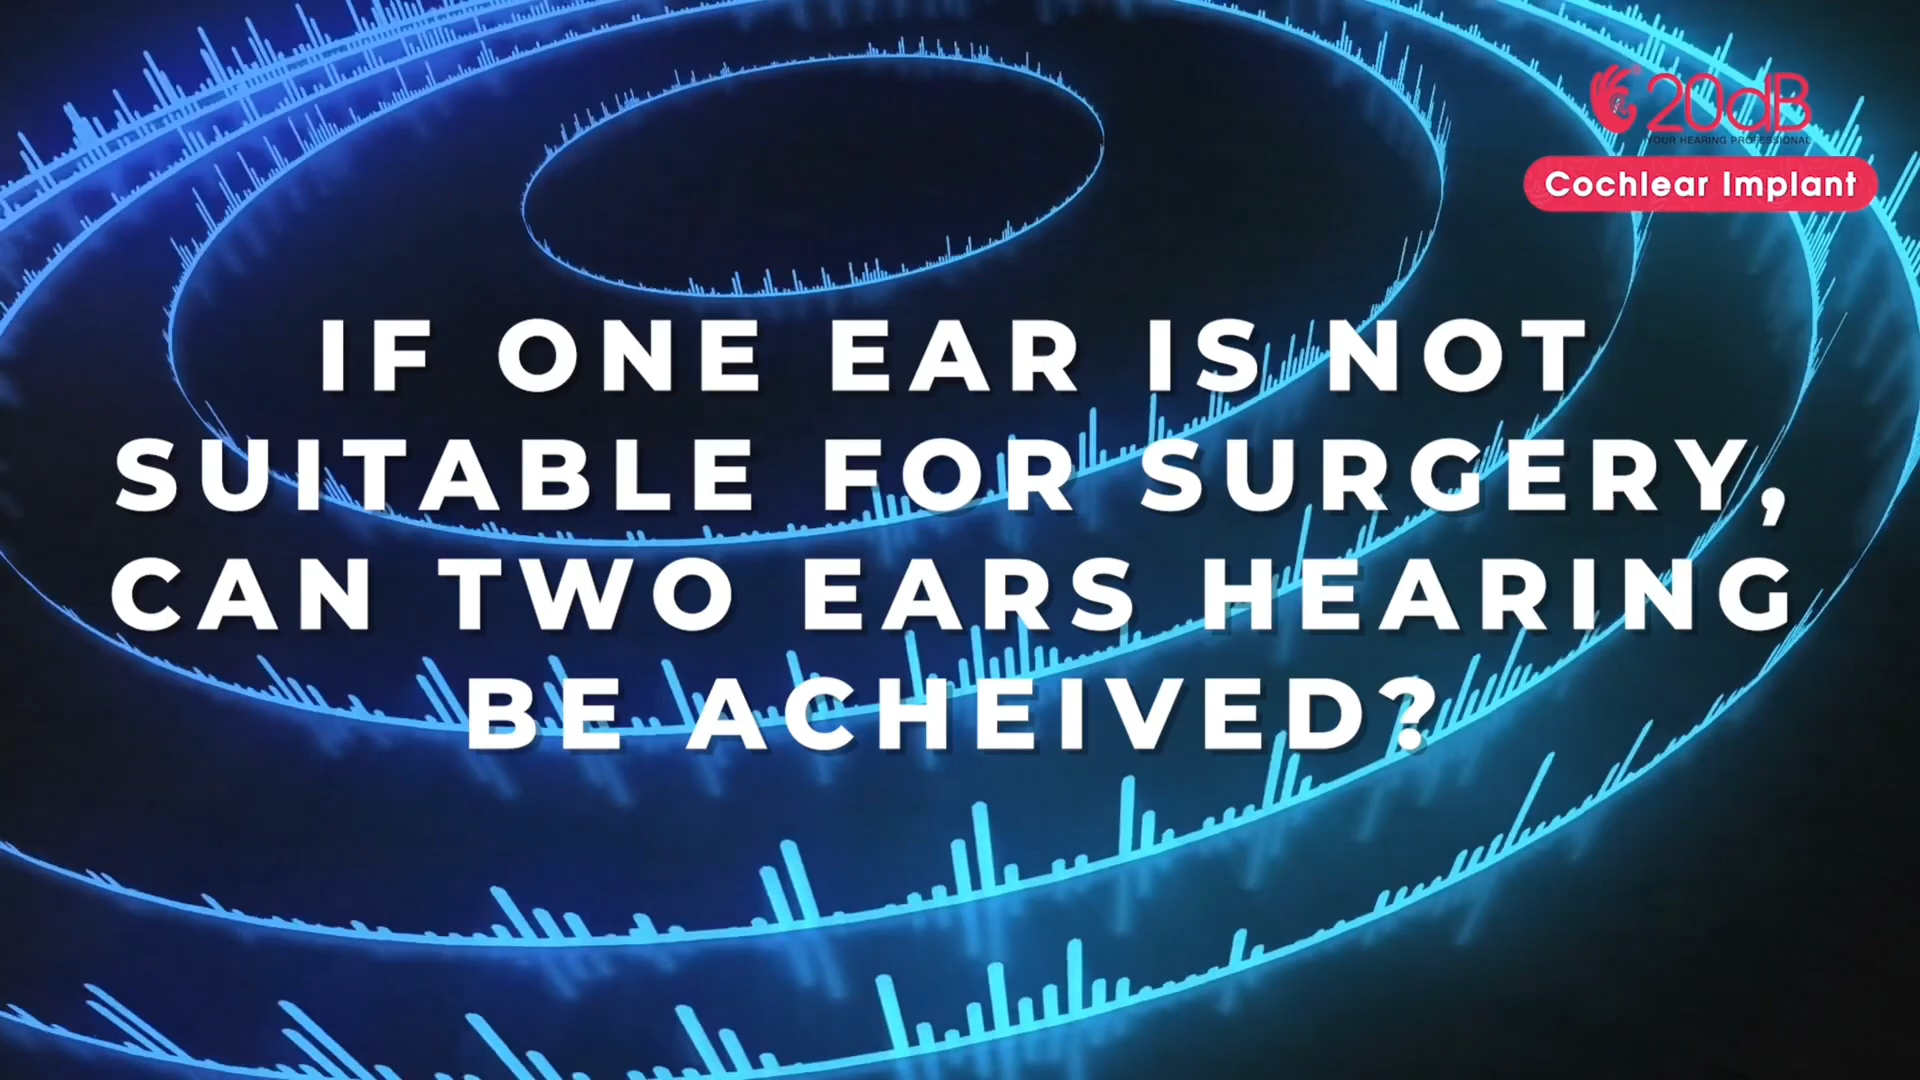 20dB
YOUR HEARING PROFESSIONAL
Cochlear Implant
IF ONE EAR IS NOT
SUITABLE FOR SURGERY,
CAN TWO EARS HEARING
BE ACHEIVED?